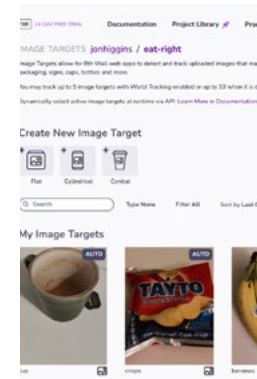 14-DAY FREE TRIAL Documentation Project Library
IMAGE TARGETS jonhiggins / eat-right
Image Targets allow for 8th Wall web apps to detect and track uploaded images that
packaging, signs, cups, bottles and more.
You may track up to 5 image targets with World Tracking enabled or up to 10 when it is
Dynamically select active image targets at runtime via API. Learn More in Documentation
Create New Image Target
Flat Cylindrical Conical
Search Type None Filter All Sort by Last
My Image Targets
AUTO AUTO
TAYTO
cup crisps bananas